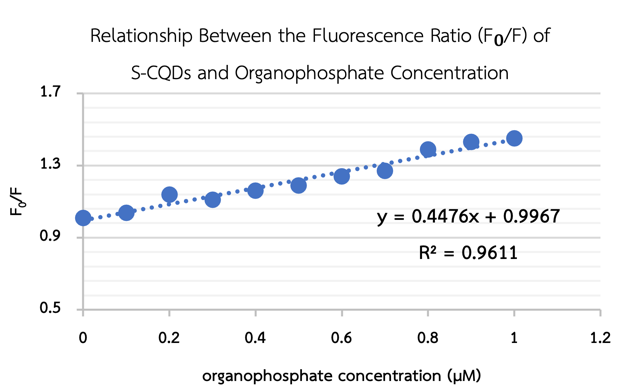 Relationship Between the Fluorescence Ratio (F₀/F) of
S-CQDs and Organophosphate Concentration
1.7
1.3
0.9
0.5
F₀/F
y = 0.4476x + 0.9967
R² = 0.9611
0 0.2 0.4 0.6 0.8 1 1.2
organophosphate concentration (µM)